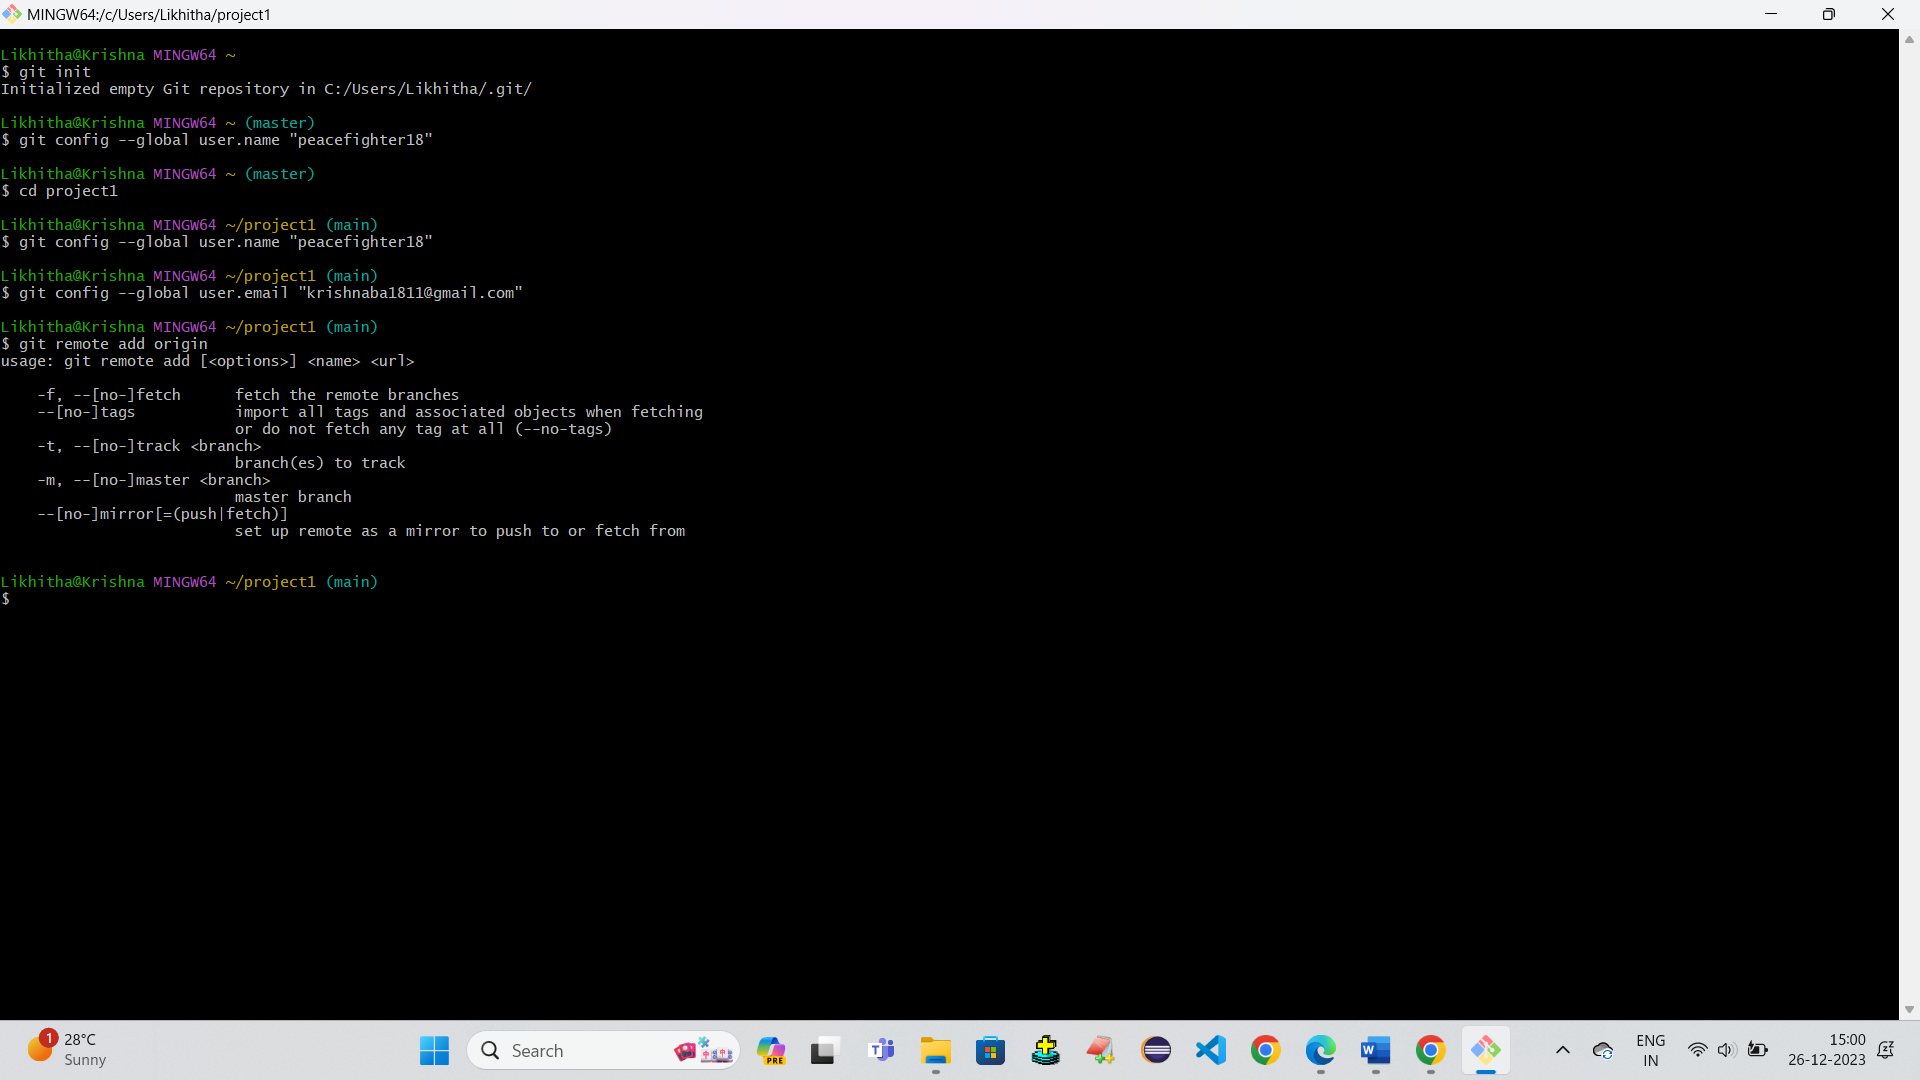 MINGW64:/c/Users/Likhitha/project1
Likhitha@Krishna MINGW64 ~
$ git init
Initialized empty Git repository in C:/Users/Likhitha/.git/
Likhitha@Krishna MINGW64 ~ (master)
$ git config --global user.name "peacefighter18"
Likhitha@Krishna MINGW64 ~ (master)
$ cd project1
Likhitha@Krishna MINGW64 ~/project1 (main)
$ git config --global user.name "peacefighter18"
Likhitha@Krishna MINGW64 ~/project1 (main)
$ git config --global user.email "krishnaba1811@gmail.com"
Likhitha@Krishna MINGW64 ~/project1 (main)
$ git remote add origin
usage: git remote add [<options>] <name> <url>
    -f, --[no-]fetch      fetch the remote branches
    --[no-]tags           import all tags and associated objects when fetching
                          or do not fetch any tag at all (--no-tags)
    -t, --[no-]track <branch>
                          branch(es) to track
    -m, --[no-]master <branch>
                          master branch
    --[no-]mirror[=(push|fetch)]
                          set up remote as a mirror to push to or fetch from
Likhitha@Krishna MINGW64 ~/project1 (main)
$
1
28°C
Sunny
Search
PRE
T
W
ENG
IN
15:00
26-12-2023